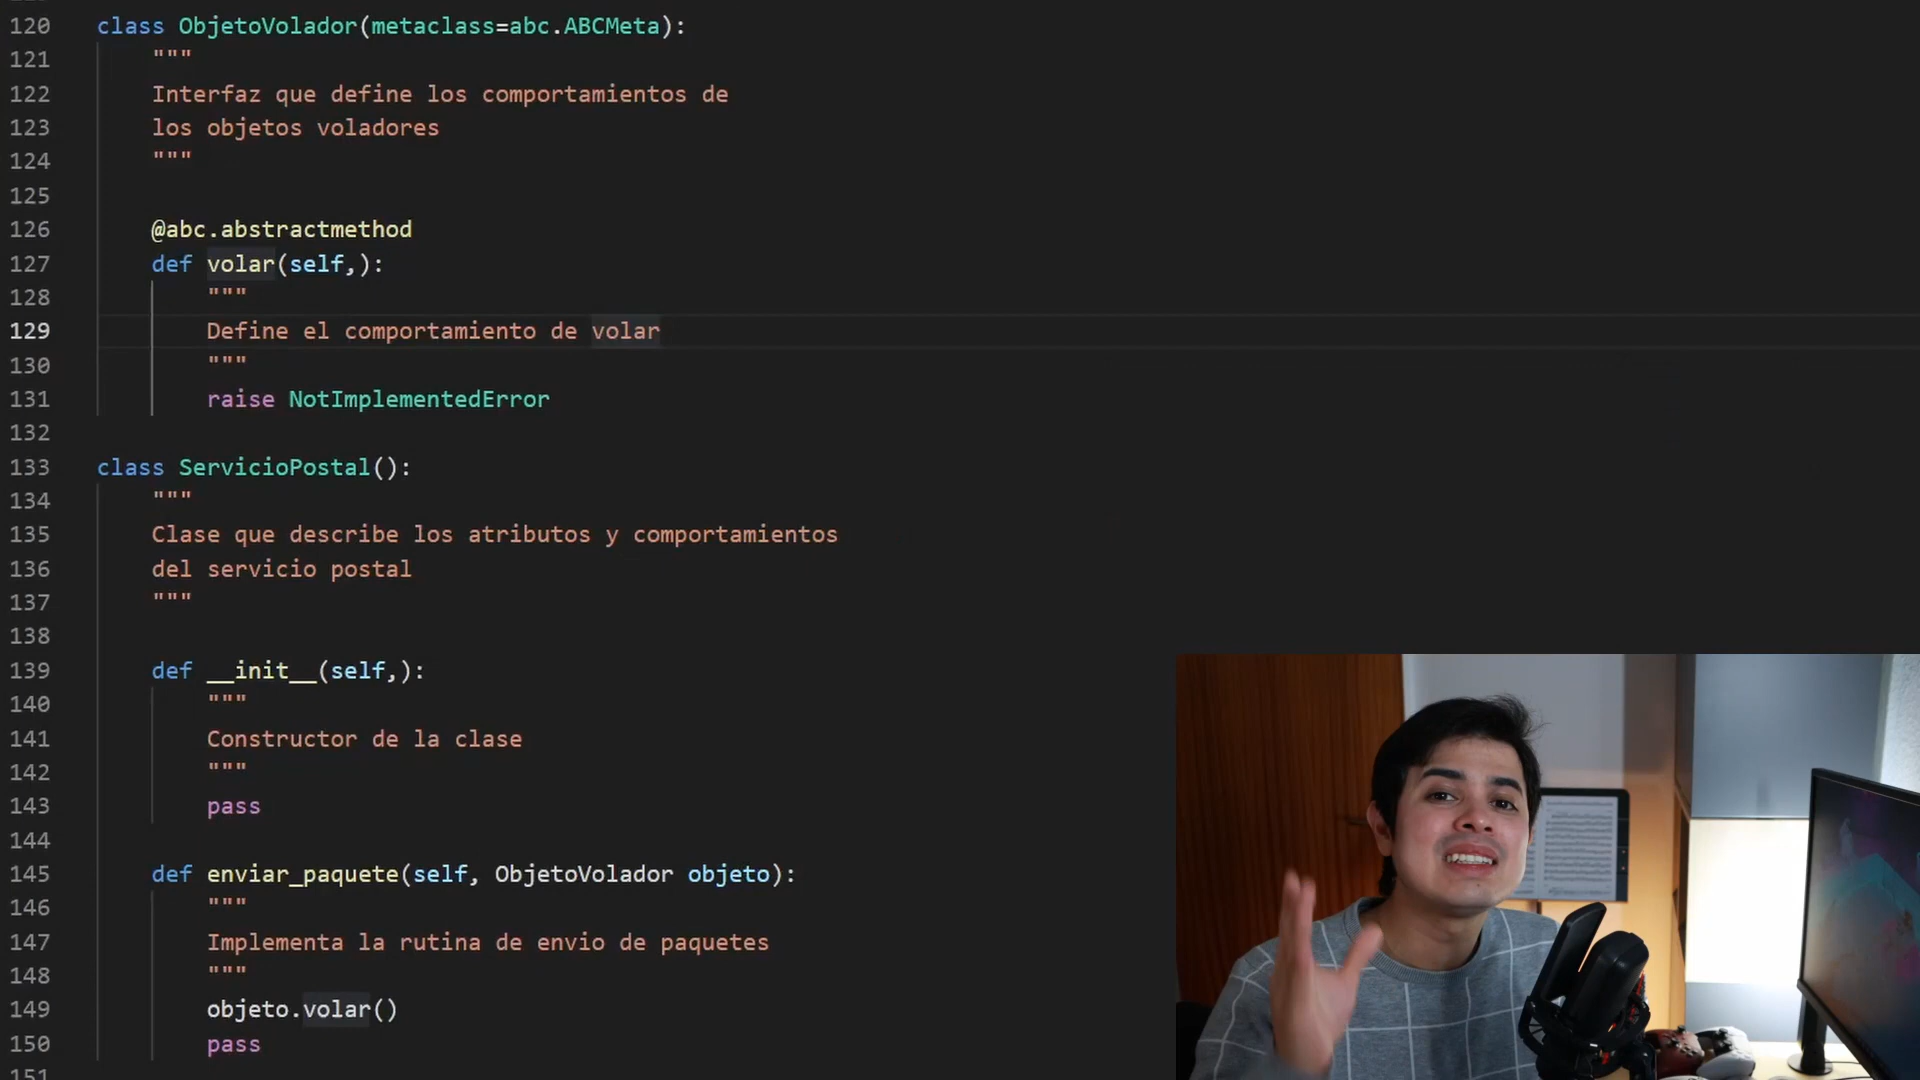 120 class ObjetoVolador(metaclass=abc.ABCMeta):
121 """
122 Interfaz que define los comportamientos de
123 los objetos voladores
124 """
125
126 @abc.abstractmethod
127 def volar(self,):
128 """
129 Define el comportamiento de volar
130 """
131 raise NotImplementedError
132
133 class ServicioPostal():
134 """
135 Clase que describe los atributos y comportamientos
136 del servicio postal
137 """
138
139 def __init__(self,):
140 """
141 Constructor de la clase
142 """
143 pass
144
145 def enviar_paquete(self, ObjetoVolador objeto):
146 """
147 Implementa la rutina de envio de paquetes
148 """
149 objeto.volar()
150 pass
151